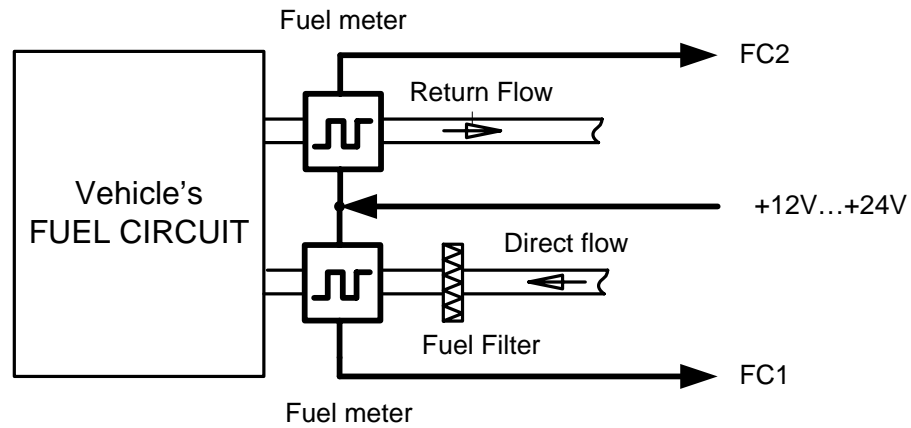 Fuel meter
FC2
Return Flow
Vehicle's
FUEL CIRCUIT
+12V…+24V
Direct flow
Fuel Filter
FC1
Fuel meter